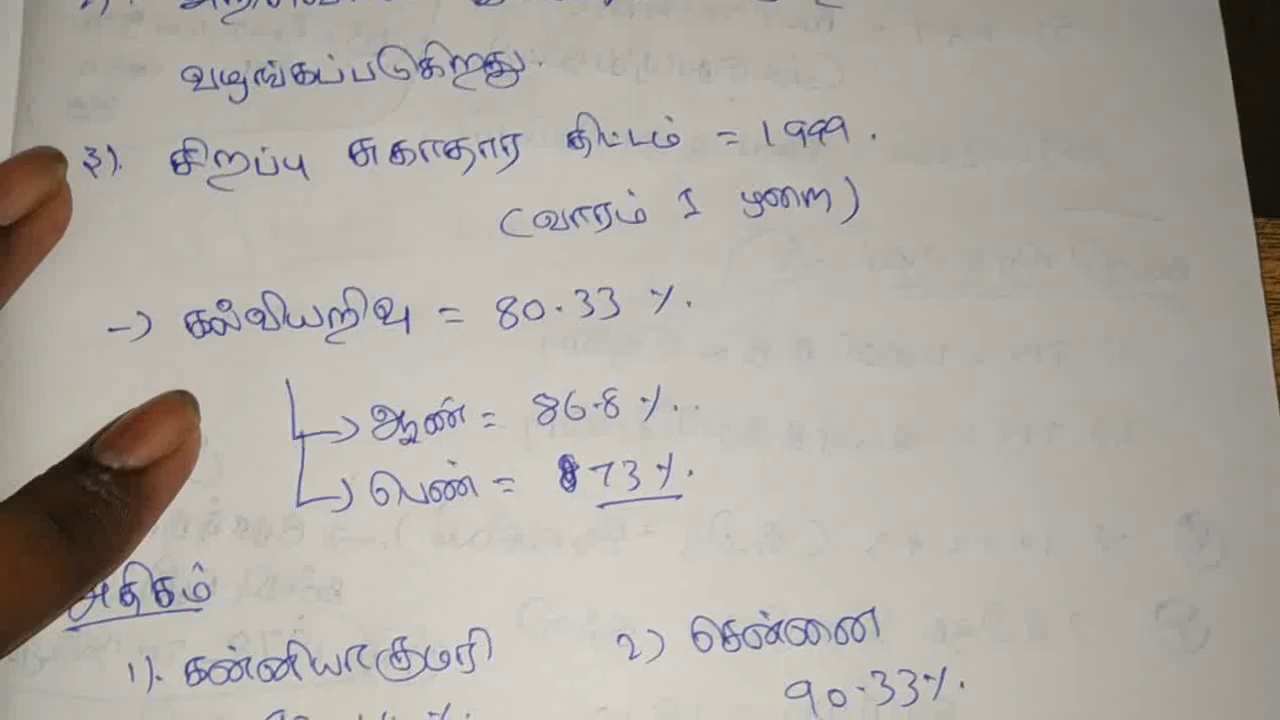 வழங்கப்படுகிறது.
3). சிறப்பு சுகாதார திட்டம் = 1999.
(வாரம் 1 முறை)
-> கல்வியறிவு = 80.33 %.
-> ஆண் = 86.8 %.
-> பெண் = 73 %.
அதிகம்
1). கன்னியாகுமரி 2) சென்னை
90.33%.